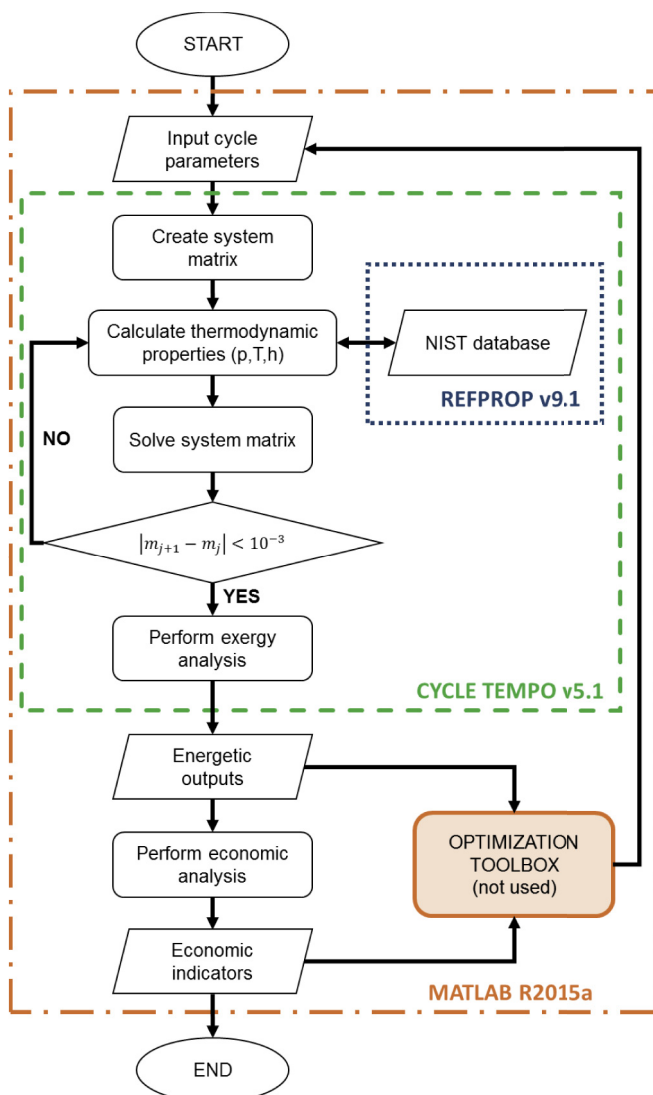 START
Input cycle
parameters
Create system
matrix
Calculate thermodynamic
properties (p,T,h)
NIST database
REFPROP v9.1
Solve system matrix
NO
|m_{j+1} − m_j| < 10^{−3}
YES
Perform exergy
analysis
CYCLE TEMPO v5.1
Energetic
outputs
Perform economic
analysis
OPTIMIZATION
TOOLBOX
(not used)
Economic
indicators
MATLAB R2015a
END